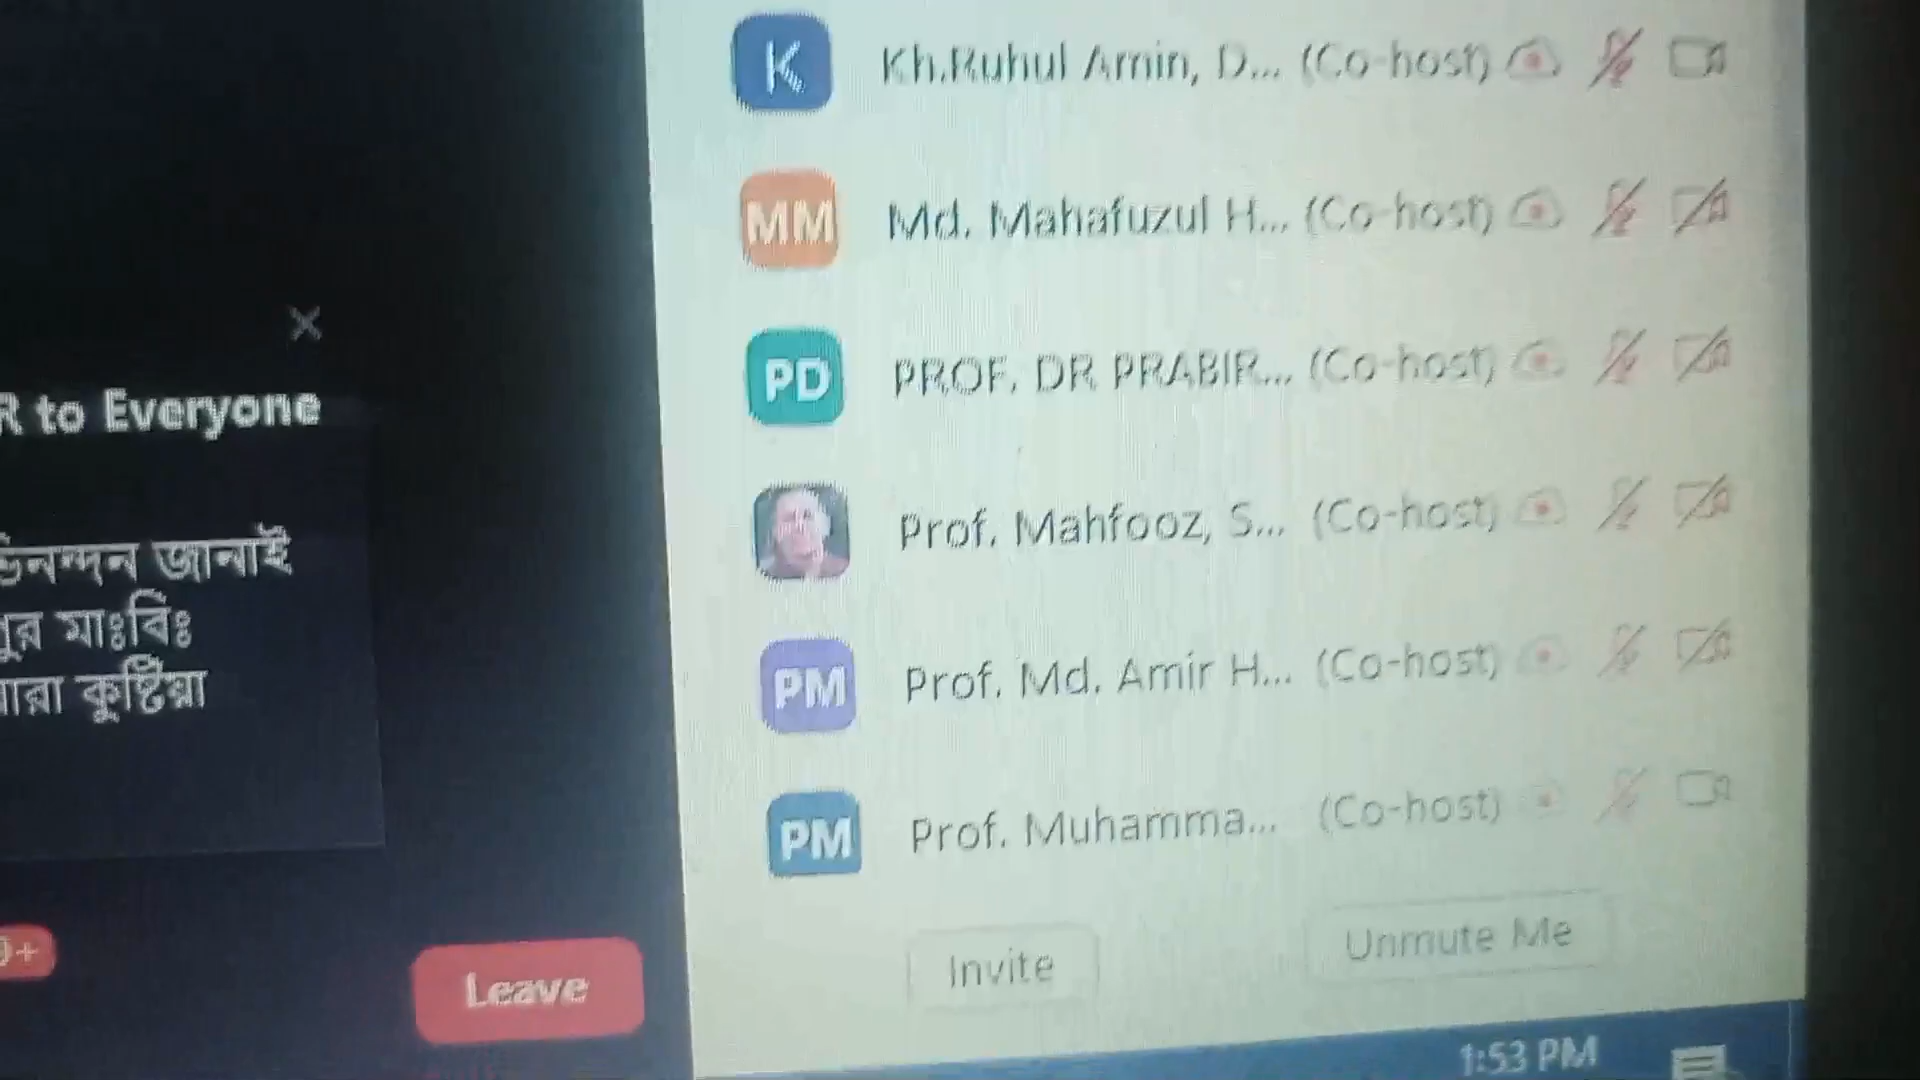 K Kh.Ruhul Amin, D... (Co-host)
MM Md. Mahafuzul H... (Co-host)
PD PROF. DR PRABIR... (Co-host)
Prof. Mahfooz, S... (Co-host)
PM Prof. Md. Amir H... (Co-host)
PM Prof. Muhamma... (Co-host)
Invite Unmute Me
R to Everyone
জানাই
মাঃবিঃ
কুষ্টিয়া
Leave
1:53 PM